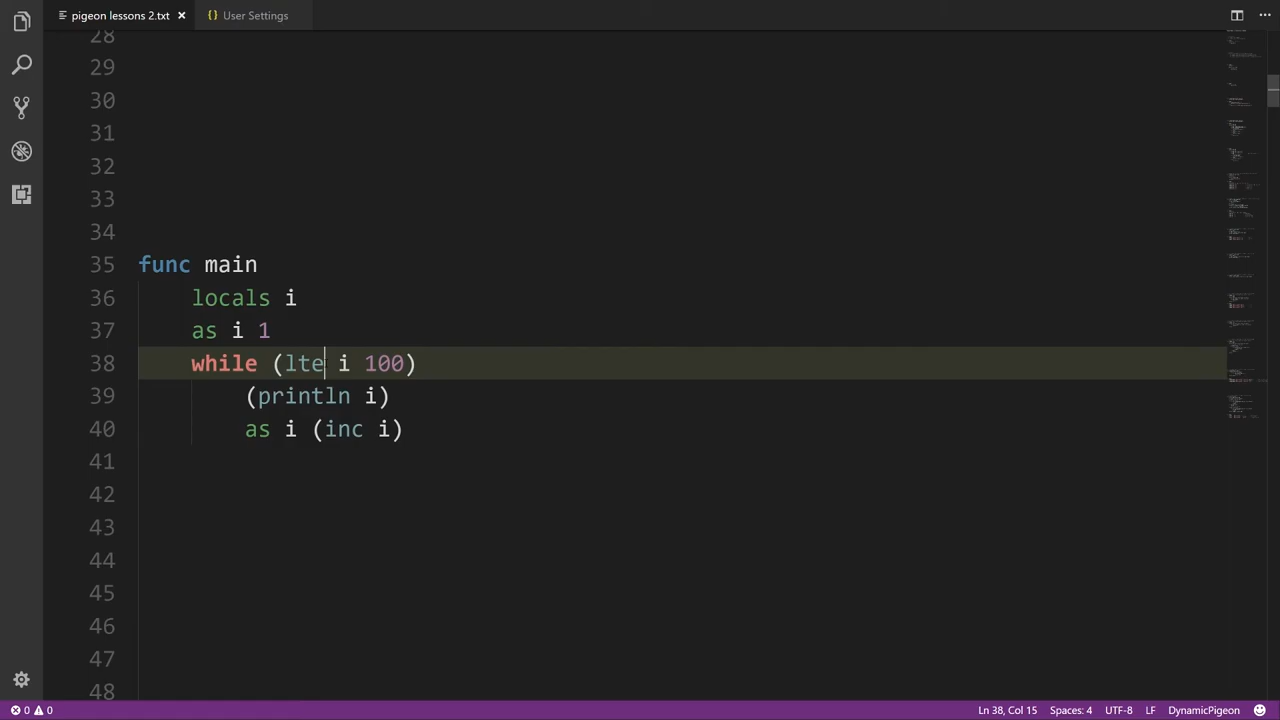 pigeon lessons 2.txt
{} User Settings
28
29
30
31
32
33
34
35 func main
36 locals i
37 as i 1
38 while (lte i 100)
39 (println i)
40 as i (inc i)
41
42
43
44
45
46
47
48
0 0 Ln 38, Col 15 Spaces: 4 UTF-8 LF DynamicPigeon